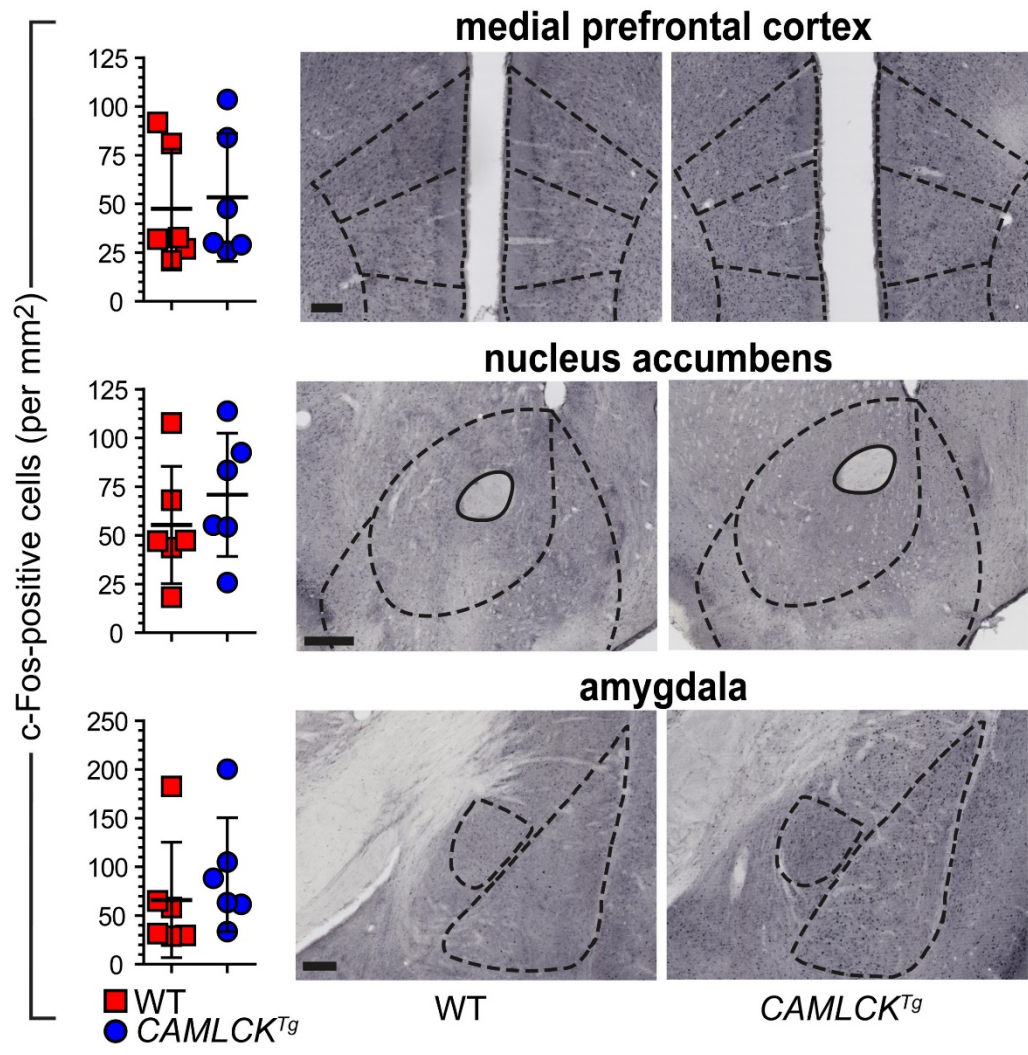 medial prefrontal cortex
125
100
75
50
25
0
nucleus accumbens
125
100
75
50
25
0
amygdala
250
200
150
100
50
0
c-Fos-positive cells (per mm²)
WT
CAMLCKᵀᵍ
WT
CAMLCKᵀᵍ